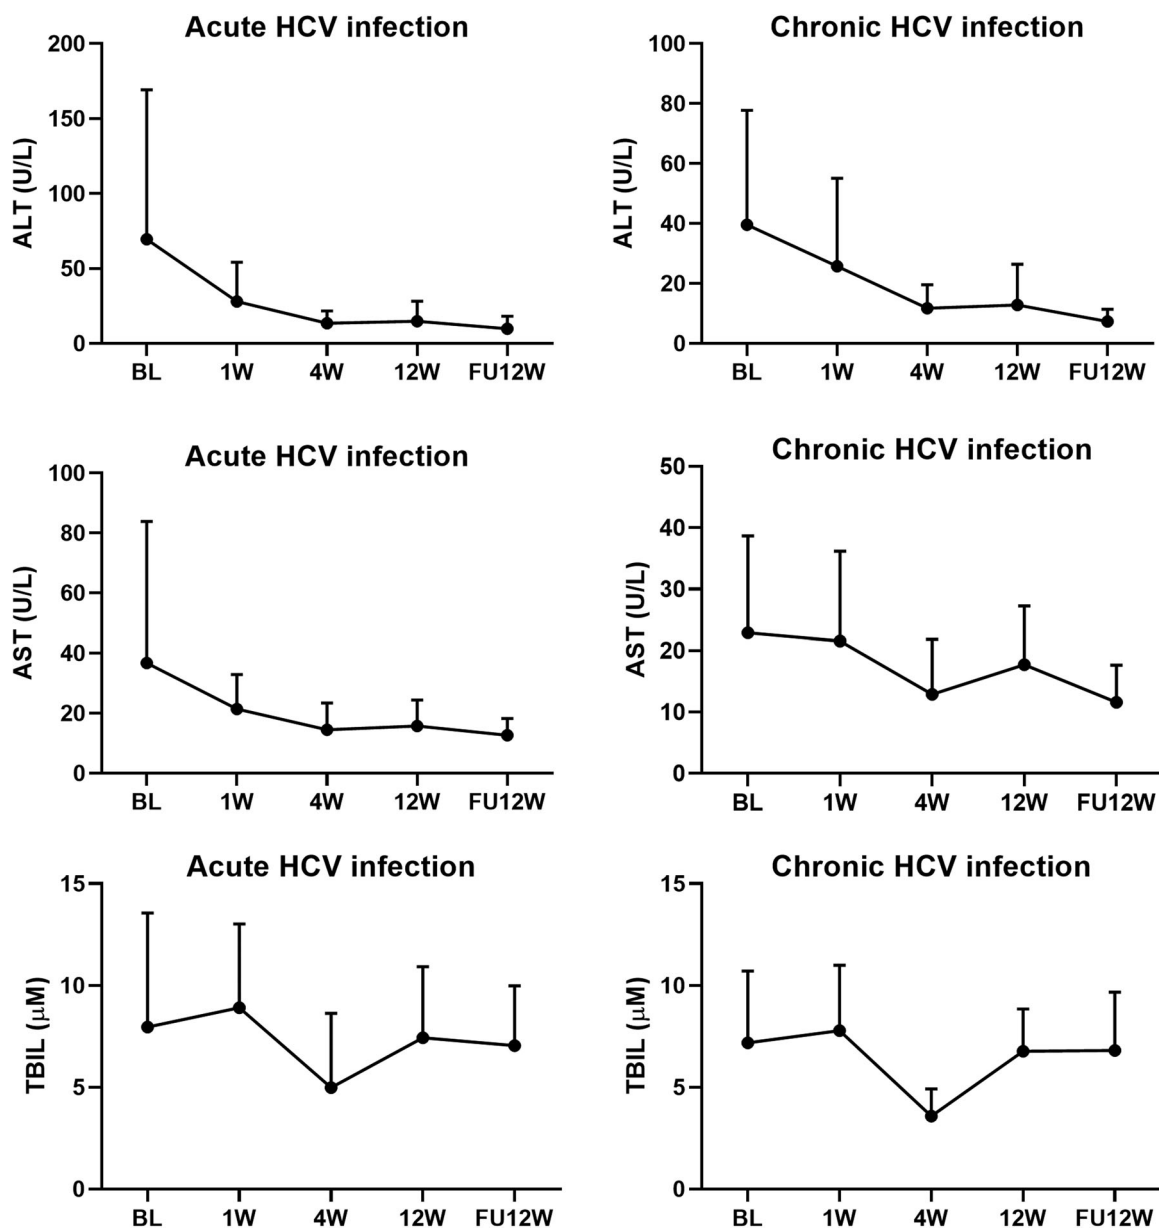 Acute HCV infection
ALT (U/L)
200
150
100
50
0
BL 1W 4W 12W FU12W
Chronic HCV infection
ALT (U/L)
100
80
60
40
20
0
BL 1W 4W 12W FU12W
Acute HCV infection
AST (U/L)
100
80
60
40
20
0
BL 1W 4W 12W FU12W
Chronic HCV infection
AST (U/L)
50
40
30
20
10
0
BL 1W 4W 12W FU12W
Acute HCV infection
TBIL (μM)
15
10
5
0
BL 1W 4W 12W FU12W
Chronic HCV infection
TBIL (μM)
15
10
5
0
BL 1W 4W 12W FU12W